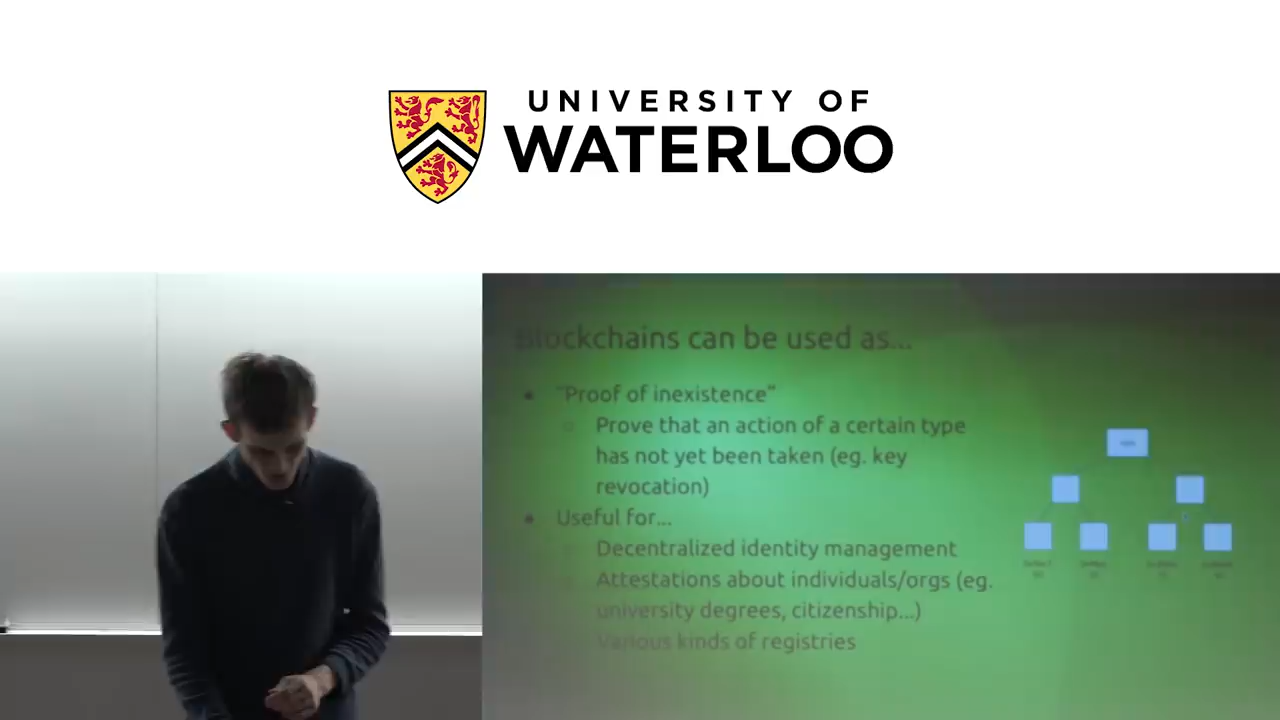 UNIVERSITY OF
WATERLOO
Blockchains can be used as...
"Proof of inexistence"
Prove that an action of a certain type
has not yet been taken (eg. key
revocation)
Useful for...
Decentralized identity management
Attestations about individuals/orgs (eg.
university degrees, citizenship...)
Various kinds of registries